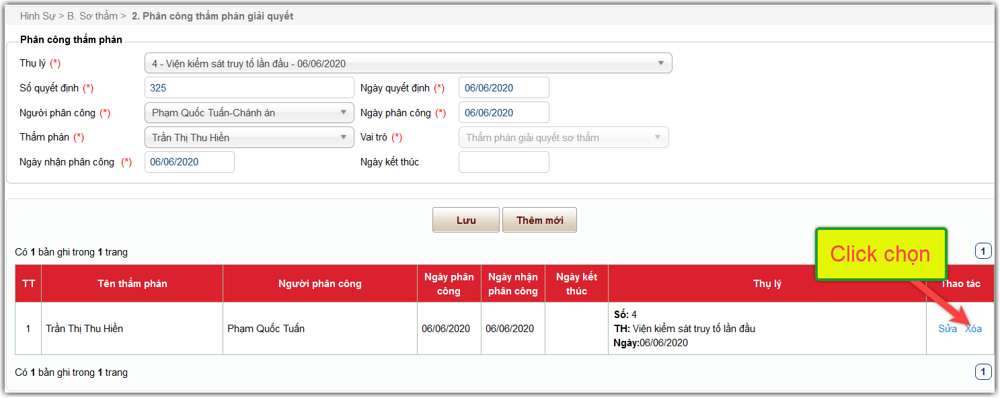 Hình Sự > B. Sơ thẩm > 2. Phân công thẩm phán giải quyết
Phân công thẩm phán
Thụ lý (*) 4 - Viện kiểm sát truy tố lần đầu - 06/06/2020
Số quyết định (*) 325 Ngày quyết định (*) 06/06/2020
Người phân công (*) Phạm Quốc Tuấn-Chánh án Ngày phân công (*) 06/06/2020
Thẩm phán (*) Trần Thị Thu Hiền Vai trò (*) Thẩm phán giải quyết sơ thẩm
Ngày nhận phân công (*) 06/06/2020 Ngày kết thúc
Lưu Thêm mới
Click chọn
Có 1 bản ghi trong 1 trang 1
TT Tên thẩm phán Người phân công Ngày phân công Ngày nhận phân công Ngày kết thúc Thụ lý Thao tác
1 Trần Thị Thu Hiền Phạm Quốc Tuấn 06/06/2020 06/06/2020 Số: 4
TH: Viện kiểm sát truy tố lần đầu Sửa Xóa
Ngày:06/06/2020
Có 1 bản ghi trong 1 trang 1